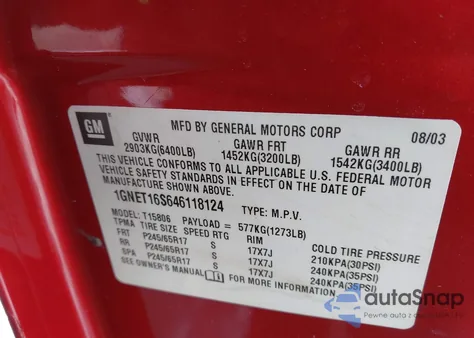 GM
MFD BY GENERAL MOTORS CORP 08/03
GVWR GAWR FRT GAWR RR
2903KG(6400LB) 1452KG(3200LB) 1542KG(3400LB)
THIS VEHICLE CONFORMS TO ALL APPLICABLE U.S. FEDERAL MOTOR
VEHICLE SAFETY STANDARDS IN EFFECT ON THE DATE OF
MANUFACTURE SHOWN ABOVE.
1GNET16S646118124 TYPE: M.P.V.
MODEL: T15806 PAYLOAD = 577KG(1273LB)
TPMA TIRE SIZE SPEED RTG RIM COLD TIRE PRESSURE
FRT P245/65R17 S 17X7J 210KPA(30PSI)
RR P245/65R17 S 17X7J 240KPA(35PSI)
SPA P245/65R17 S 17X7J 240KPA(35PSI)
SEE OWNER'S MANUAL FOR MORE INFORMATION
autoSnap
Pewne auta z